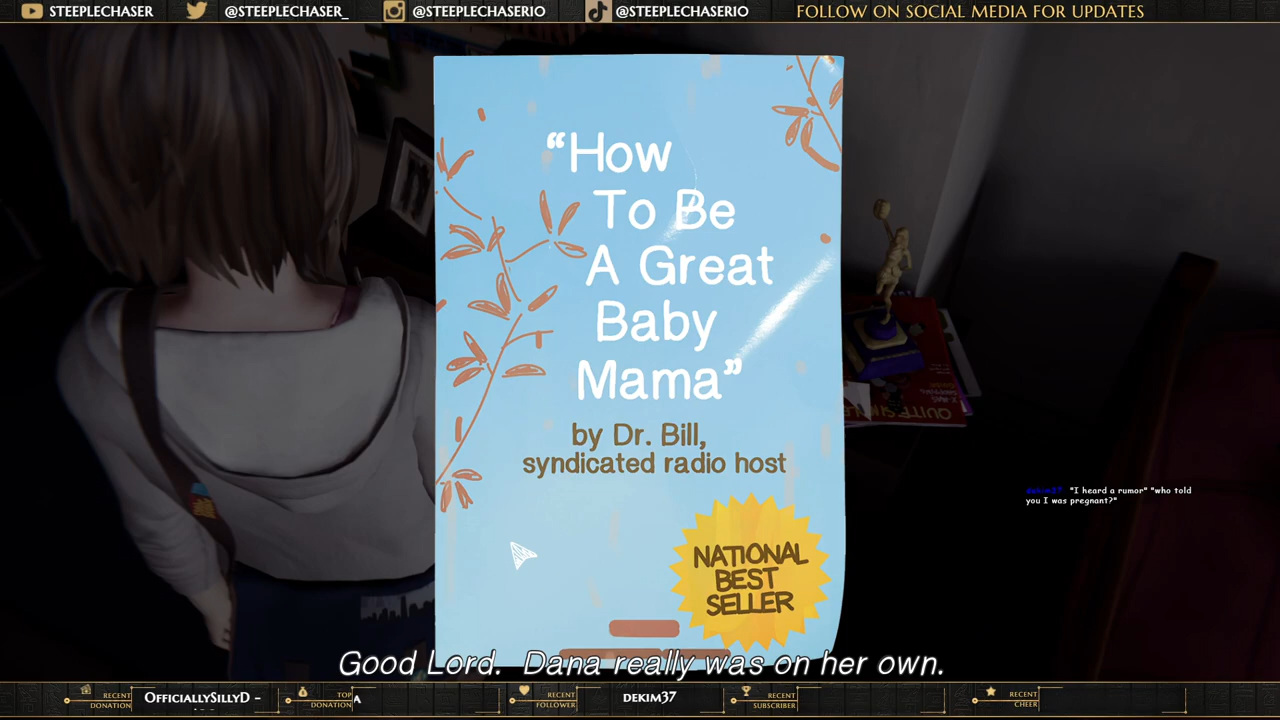 STEEPLECHASER @STEEPLECHASER_ @STEEPLECHASERIO @STEEPLECHASERIO FOLLOW ON SOCIAL MEDIA FOR UPDATES
“How
To Be
A Great
Baby
Mama”
by Dr. Bill,
syndicated radio host
NATIONAL
BEST
SELLER
dekim37 "I heard a rumor" "who told
you I was pregnant?"
Good Lord. Dana really was on her own.
RECENT DONATION OFFICIALLYSILLYD –
TOP DONATION
RECENT FOLLOWER DEKIM37
RECENT SUBSCRIBER
RECENT CHEER